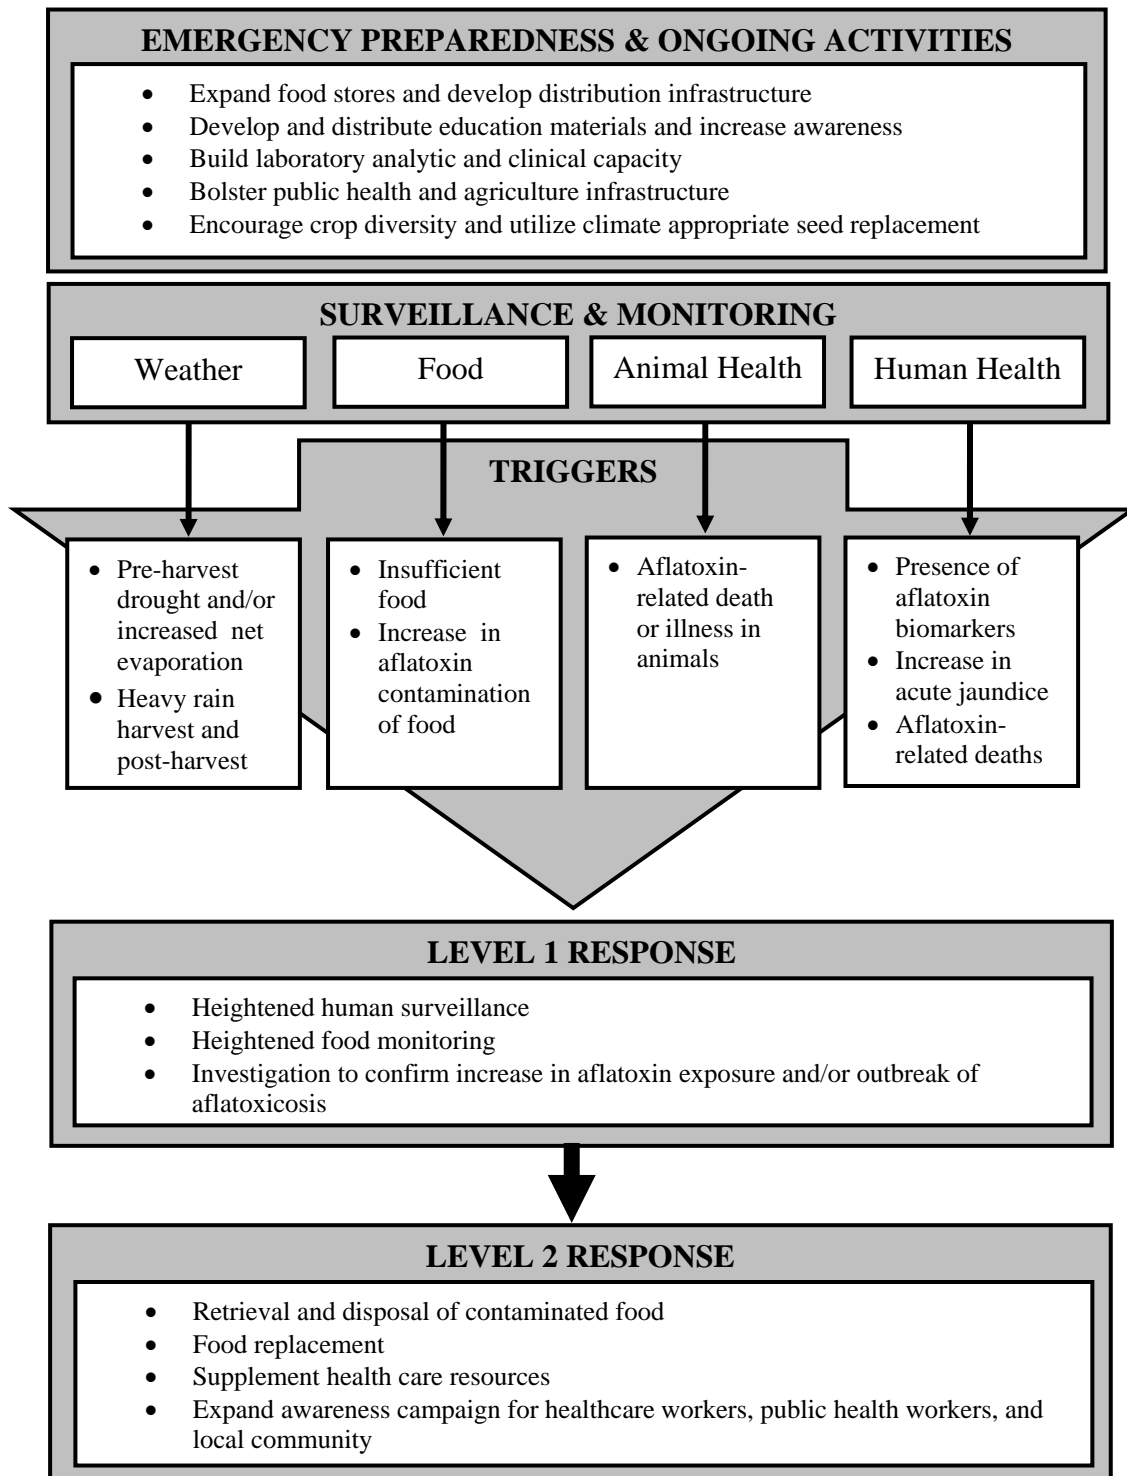 EMERGENCY PREPAREDNESS & ONGOING ACTIVITIES
• Expand food stores and develop distribution infrastructure
• Develop and distribute education materials and increase awareness
• Build laboratory analytic and clinical capacity
• Bolster public health and agriculture infrastructure
• Encourage crop diversity and utilize climate appropriate seed replacement
SURVEILLANCE & MONITORING
Weather
Food
Animal Health
Human Health
TRIGGERS
• Pre-harvest
drought and/or
increased net
evaporation
• Heavy rain
harvest and
post-harvest
• Insufficient
food
• Increase in
aflatoxin
contamination
of food
• Aflatoxin-
related death
or illness in
animals
• Presence of
aflatoxin
biomarkers
• Increase in
acute jaundice
• Aflatoxin-
related deaths
LEVEL 1 RESPONSE
• Heightened human surveillance
• Heightened food monitoring
• Investigation to confirm increase in aflatoxin exposure and/or outbreak of
aflatoxicosis
LEVEL 2 RESPONSE
• Retrieval and disposal of contaminated food
• Food replacement
• Supplement health care resources
• Expand awareness campaign for healthcare workers, public health workers, and
local community